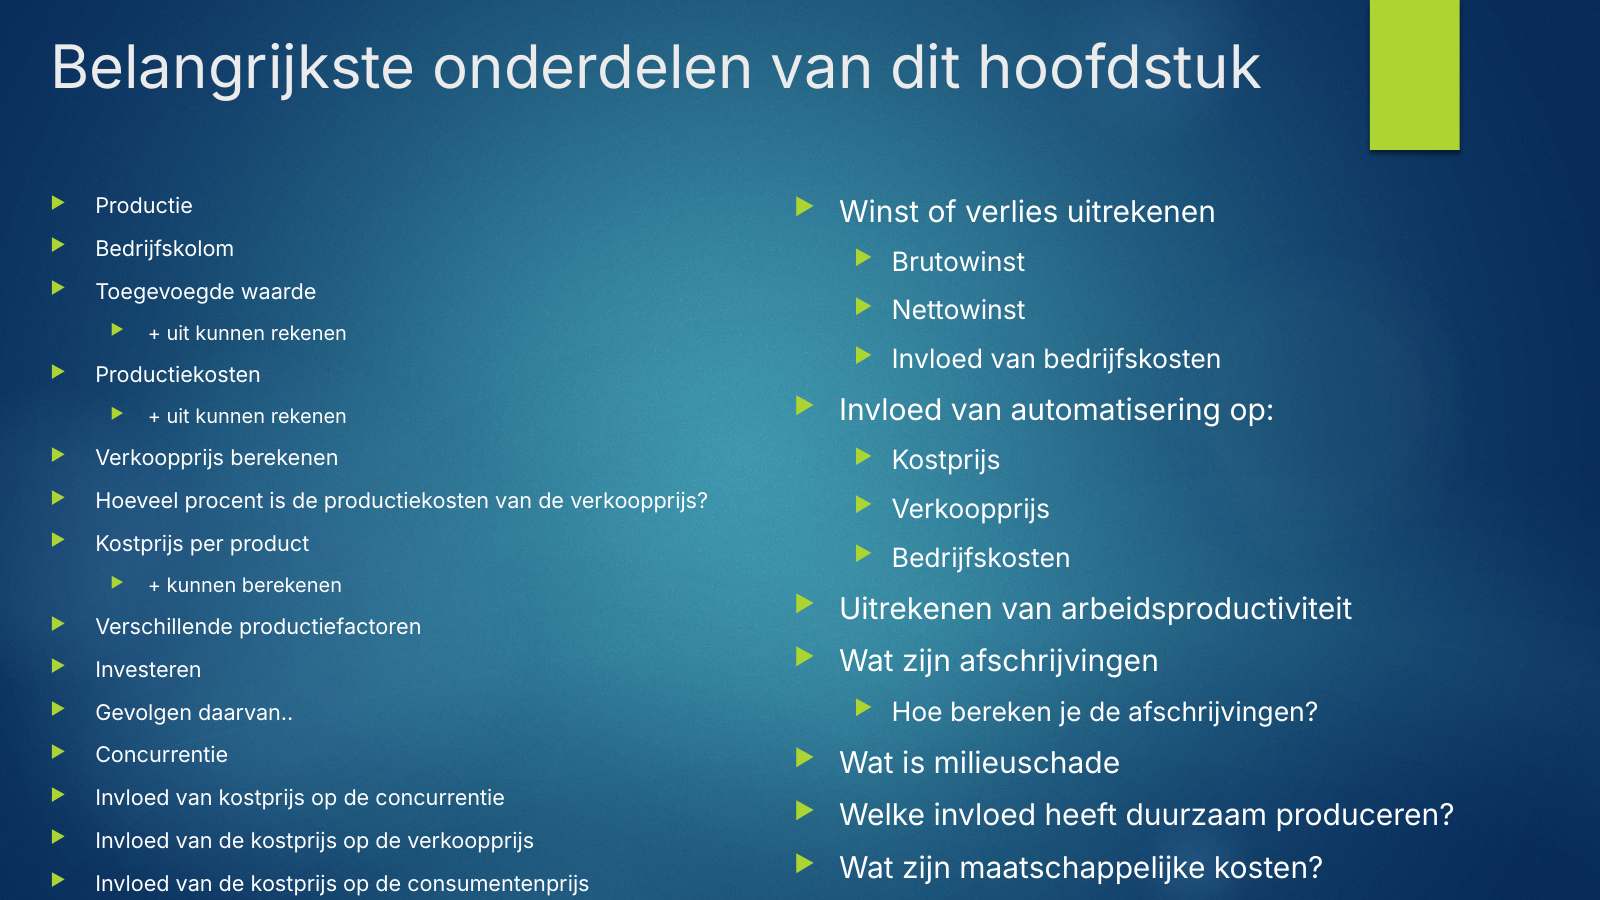 Belangrijkste onderdelen van dit hoofdstuk
Productie
Bedrijfskolom
Toegevoegde waarde
+ uit kunnen rekenen
Productiekosten
+ uit kunnen rekenen
Verkoopprijs berekenen
Hoeveel procent is de productiekosten van de verkoopprijs?
Kostprijs per product
+ kunnen berekenen
Verschillende productiefactoren
Investeren
Gevolgen daarvan..
Concurrentie
Invloed van kostprijs op de concurrentie
Invloed van de kostprijs op de verkoopprijs
Invloed van de kostprijs op de consumentenprijs
Winst of verlies uitrekenen
Brutowinst
Nettowinst
Invloed van bedrijfskosten
Invloed van automatisering op:
Kostprijs
Verkoopprijs
Bedrijfskosten
Uitrekenen van arbeidsproductiviteit
Wat zijn afschrijvingen
Hoe bereken je de afschrijvingen?
Wat is milieuschade
Welke invloed heeft duurzaam produceren?
Wat zijn maatschappelijke kosten?